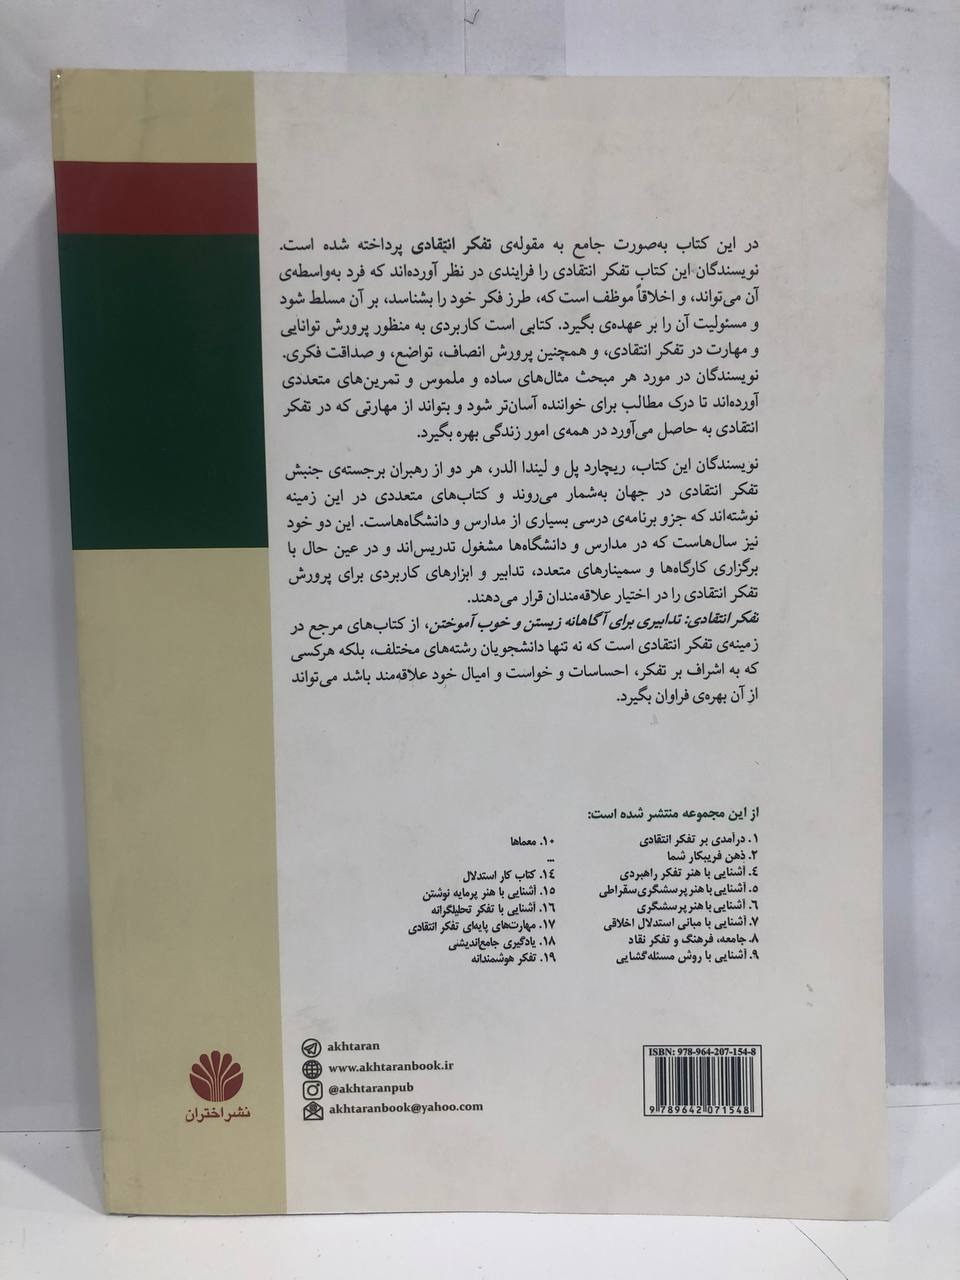 در این کتاب به‌صورت جامع به مقوله‌ی تفکر انتقادی پرداخته شده است.
نویسندگان این کتاب تفکر انتقادی را فرایندی در نظر آورده‌اند که فرد به‌واسطه‌ی
آن می‌تواند، و اخلاقاً موظف است که، طرز فکر خود را بشناسد، بر آن مسلط شود
و مسئولیت آن را بر عهده‌ی بگیرد. کتابی است کاربردی به منظور پرورش توانایی
و مهارت در تفکر انتقادی، و همچنین پرورش انصاف، تواضع، و صداقت فکری.
نویسندگان در مورد هر مبحث مثال‌های ساده و ملموس و تمرین‌های متعددی
آورده‌اند تا درک مطالب برای خواننده آسان‌تر شود و بتواند از مهارتی که در تفکر
انتقادی به حاصل می‌آورد در همه‌ی امور زندگی بهره بگیرد.
نویسندگان این کتاب، ریچارد پل و لیندا الدر، هر دو از رهبران برجسته‌ی جنبش
تفکر انتقادی در جهان به‌شمار می‌روند و کتاب‌های متعددی در این زمینه
نوشته‌اند که جزو برنامه‌ی درسی بسیاری از مدارس و دانشگاه‌هاست. این دو خود
نیز سال‌هاست که در مدارس و دانشگاه‌ها مشغول تدریس‌اند و در عین حال با
برگزاری کارگاه‌ها و سمینارهای متعدد، تدابیر و ابزارهای کاربردی برای پرورش
تفکر انتقادی را در اختیار علاقه‌مندان قرار می‌دهند.
تفکر انتقادی: تدابیری برای آگاهانه زیستن و خوب آموختن، از کتاب‌های مرجع در
زمینه‌ی تفکر انتقادی است که نه تنها دانشجویان رشته‌های مختلف، بلکه هرکسی
که به اشراف بر تفکر، احساسات و خواست و امیال خود علاقه‌مند باشد می‌تواند
از آن بهره‌ی فراوان بگیرد.
از این مجموعه منتشر شده است:
۱. درآمدی بر تفکر انتقادی
۲. ذهن فریبکار شما
۴. آشنایی با هنر تفکر راهبردی
۵. آشنایی با هنر پرسشگری سقراطی
۶. آشنایی با هنر پرسشگری
۷. آشنایی با مبانی استدلال اخلاقی
۸. جامعه، فرهنگ و تفکر نقاد
۹. آشنایی با روش مسئله‌گشایی
۱۰. معماها
...
۱۴. کتاب کار استدلال
۱۵. آشنایی با هنر پرمایه نوشتن
۱۶. آشنایی با تفکر تحلیلگرانه
۱۷. مهارت‌های پایه‌ای تفکر انتقادی
۱۸. یادگیری جامع‌اندیشی
۱۹. تفکر هوشمندانه
akhtaran
www.akhtaranbook.ir
@akhtaranpub
akhtaranbook@yahoo.com
نشر اختران
ISBN: 978-964-207-154-8
9 789642 071548